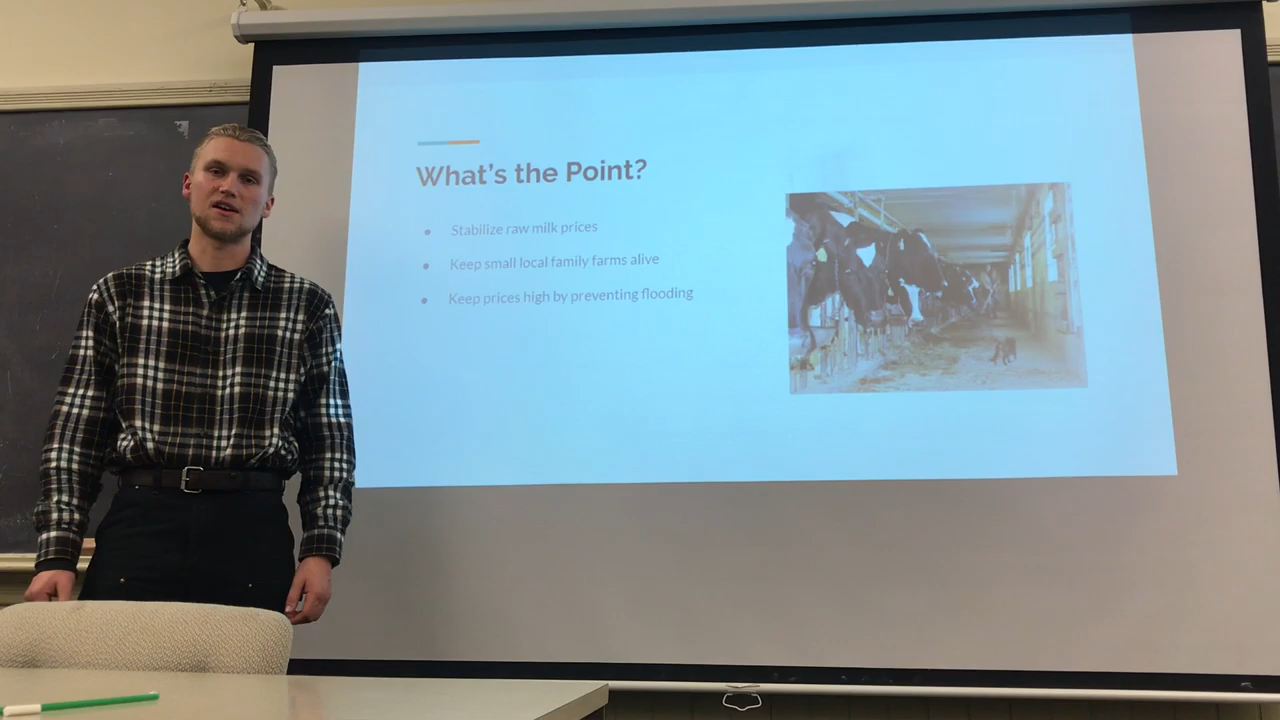 What's the Point?
● Stabilize raw milk prices
● Keep small local family farms alive
● Keep prices high by preventing flooding